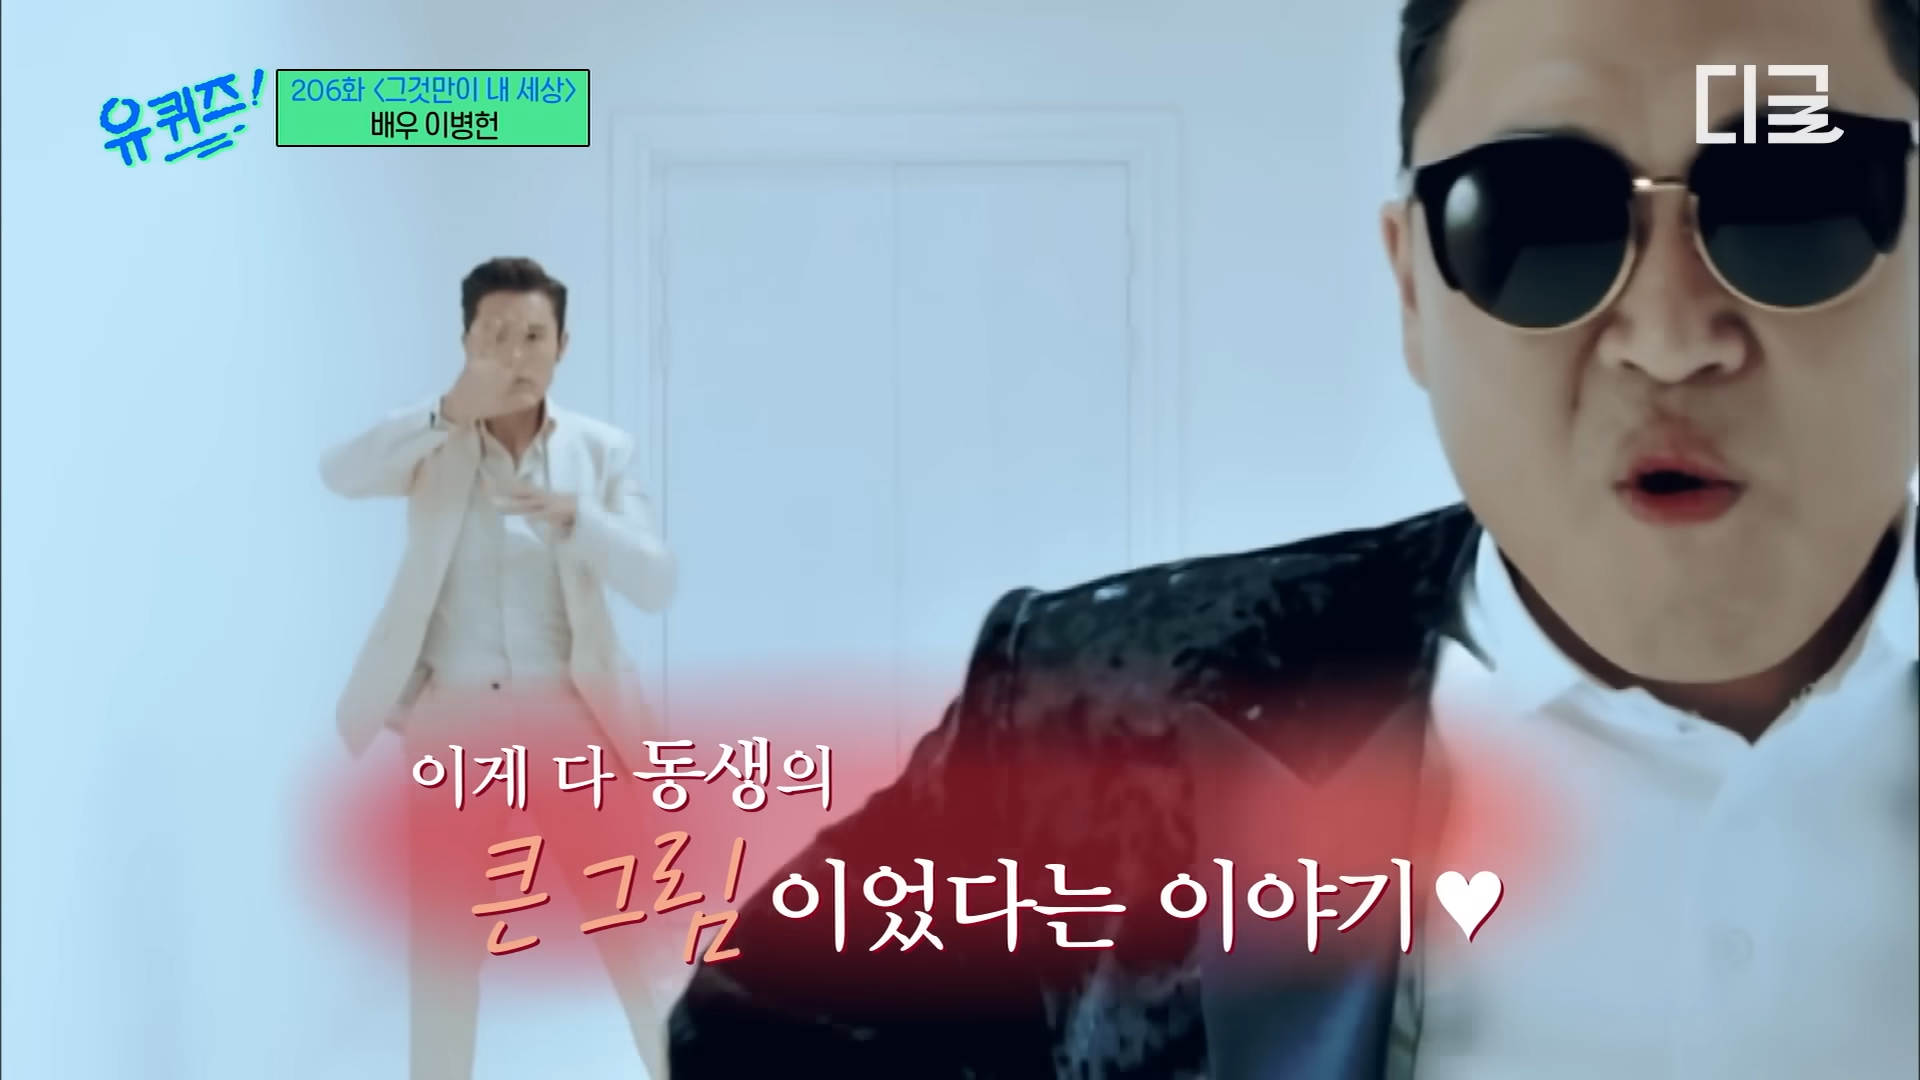 유퀴즈!
206화 <그것만이 내 세상>
배우 이병헌
디글
이게 다 동생의
큰 그림이었다는 이야기♥